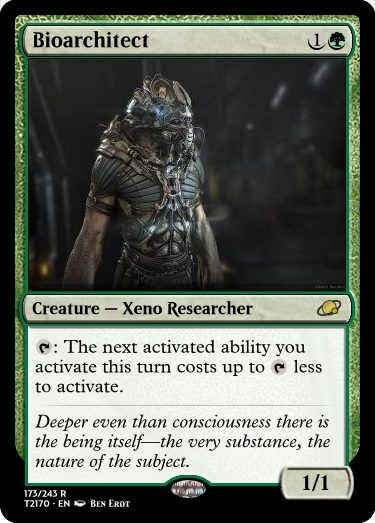 Bioarchitect 1
Creature — Xeno Researcher
: The next activated ability you
activate this turn costs up to less
to activate.
Deeper even than consciousness there is
the being itself—the very substance, the
nature of the subject.
1/1
173/243 R
T2170 • EN Ben Erdt